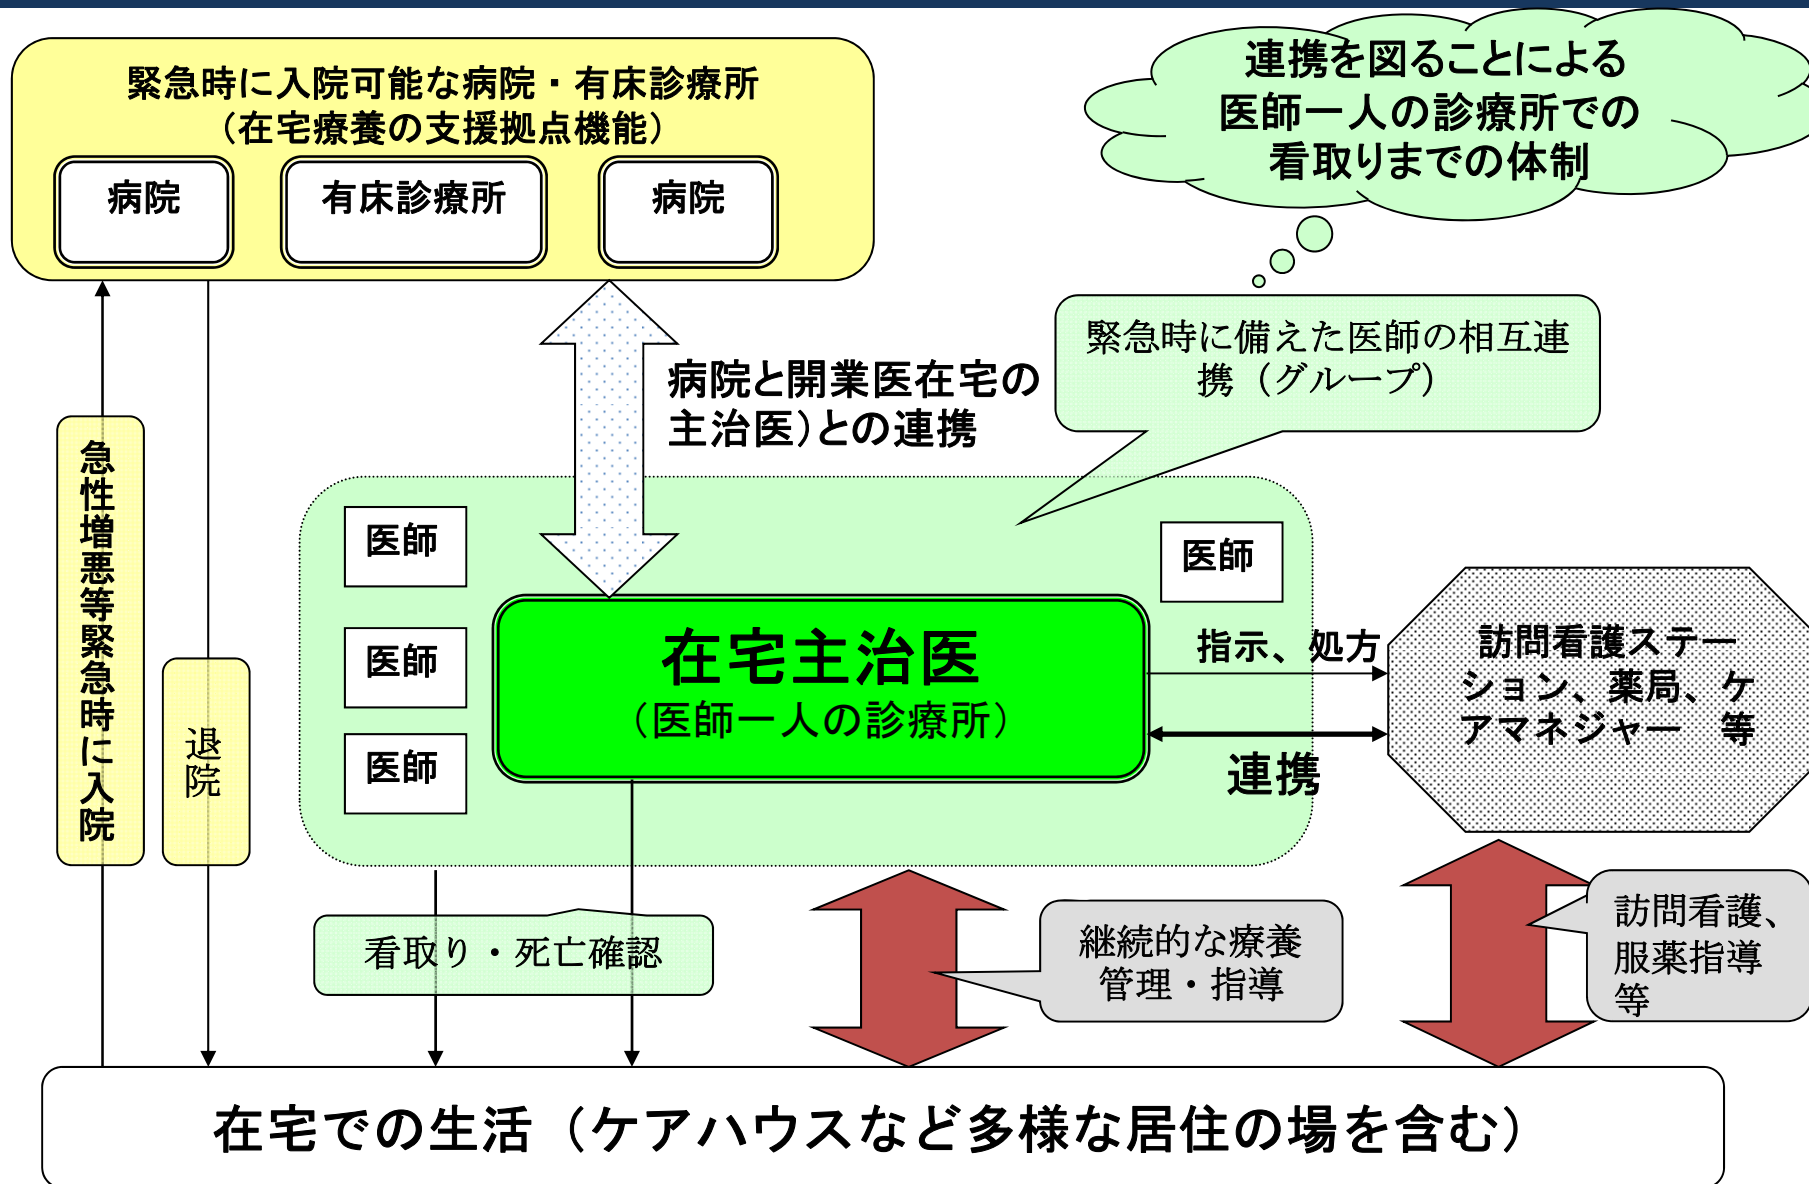 緊急時に入院可能な病院・有床診療所
（在宅療養の支援拠点機能）
病院
有床診療所
病院
連携を図ることによる
医師一人の診療所での
看取りまでの体制
緊急時に備えた医師の相互連
携（グループ）
病院と開業医在宅の
主治医）との連携
急性増悪等緊急時に入院
退院
医師
医師
医師
医師
在宅主治医
（医師一人の診療所）
指示、処方
連携
訪問看護ステー
ション、薬局、ケ
アマネジャー 等
看取り・死亡確認
継続的な療養
管理・指導
訪問看護、
服薬指導
等
在宅での生活（ケアハウスなど多様な居住の場を含む）